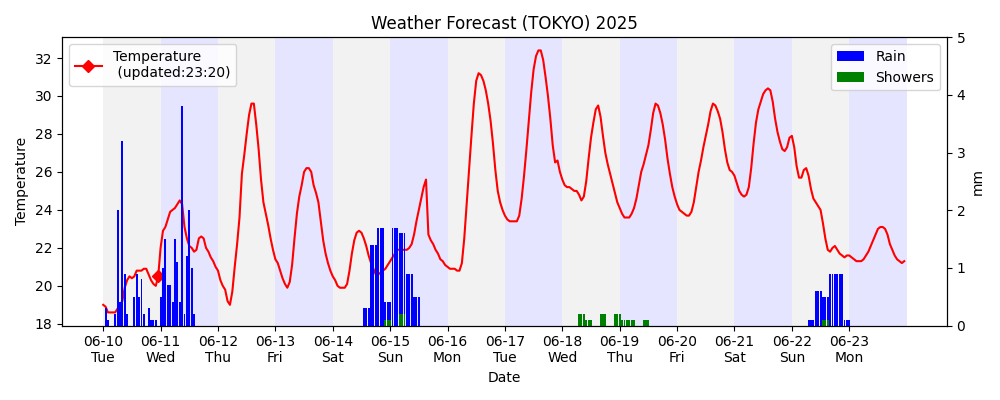 Weather Forecast (TOKYO) 2025
Temperature
(updated:23:20)
Rain
Showers
Temperature
32
30
28
26
24
22
20
18
5
4
3
2
1
0
mm
06-10 06-11 06-12 06-13 06-14 06-15 06-16 06-17 06-18 06-19 06-20 06-21 06-22 06-23
Tue Wed Thu Fri Sat Sun Mon Tue Wed Thu Fri Sat Sun Mon
Date